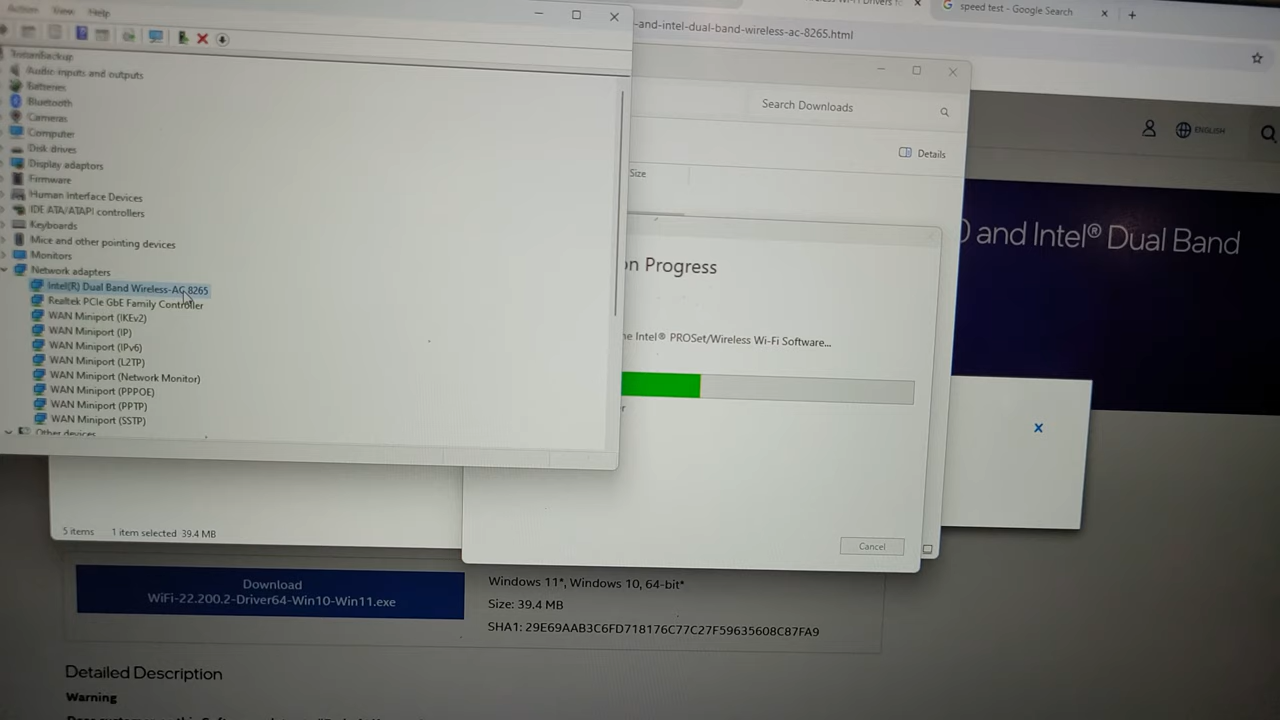 Action View Help
Audio inputs and outputs
Batteries
Bluetooth
Cameras
Computer
Disk drives
Display adaptors
Firmware
Human Interface Devices
IDE ATA/ATAPI controllers
Keyboards
Mice and other pointing devices
Monitors
Network adapters
Intel(R) Dual Band Wireless-AC 8265
Realtek PCIe GbE Family Controller
WAN Miniport (IKEv2)
WAN Miniport (IP)
WAN Miniport (IPv6)
WAN Miniport (L2TP)
WAN Miniport (Network Monitor)
WAN Miniport (PPPOE)
WAN Miniport (PPTP)
WAN Miniport (SSTP)
Other devices
speed test - Google Search
-and-intel-dual-band-wireless-ac-8265.html
Search Downloads
Details
Size
ENGLISH
and Intel® Dual Band
n Progress
e Intel® PROSet/Wireless Wi-Fi Software...
r
Cancel
5 items 1 item selected 39.4 MB
Download
WiFi-22.200.2-Driver64-Win10-Win11.exe
Windows 11*, Windows 10, 64-bit*
Size: 39.4 MB
SHA1: 29E69AAB3C6FD718176C77C27F59635608C87FA9
Detailed Description
Warning